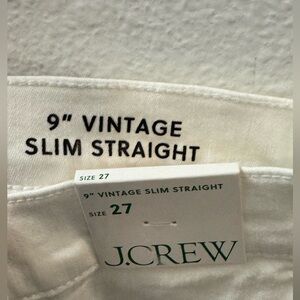 9" VINTAGE
SLIM STRAIGHT
SIZE 27
9" VINTAGE SLIM STRAIGHT
SIZE 27
J.CREW